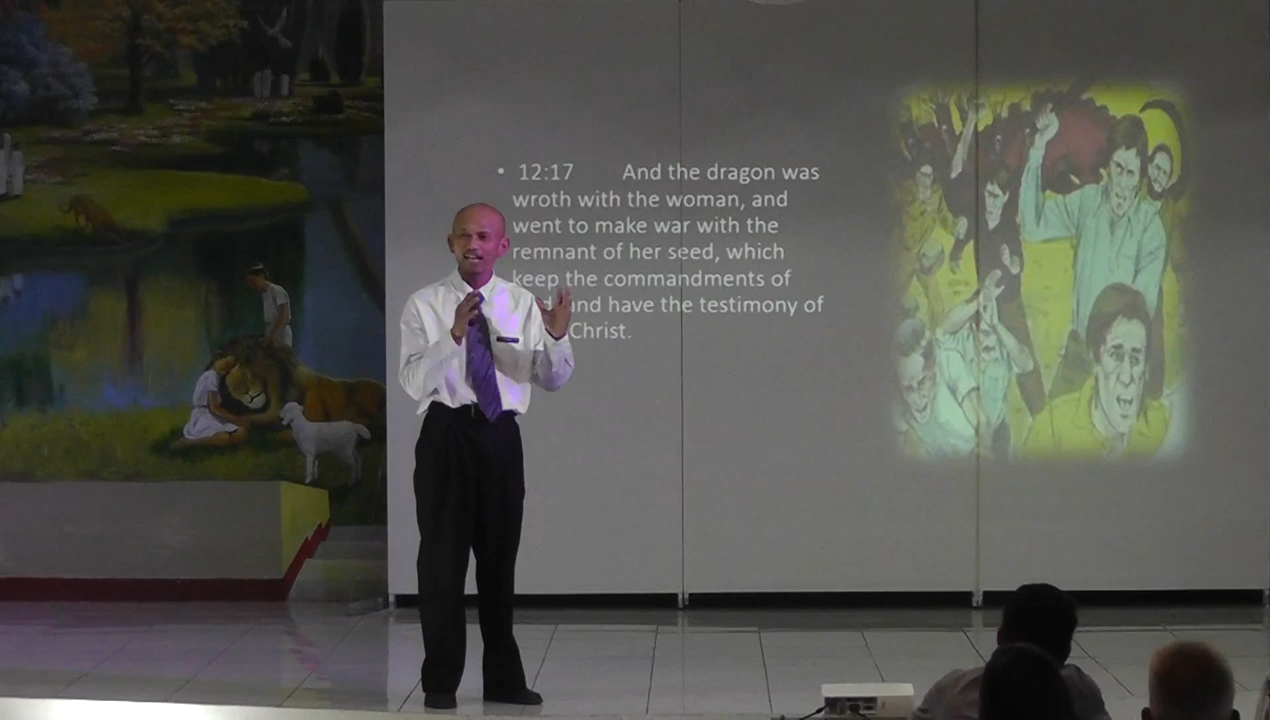 • 12:17 And the dragon was
wroth with the woman, and
went to make war with the
remnant of her seed, which
keep the commandments of
and have the testimony of
Christ.